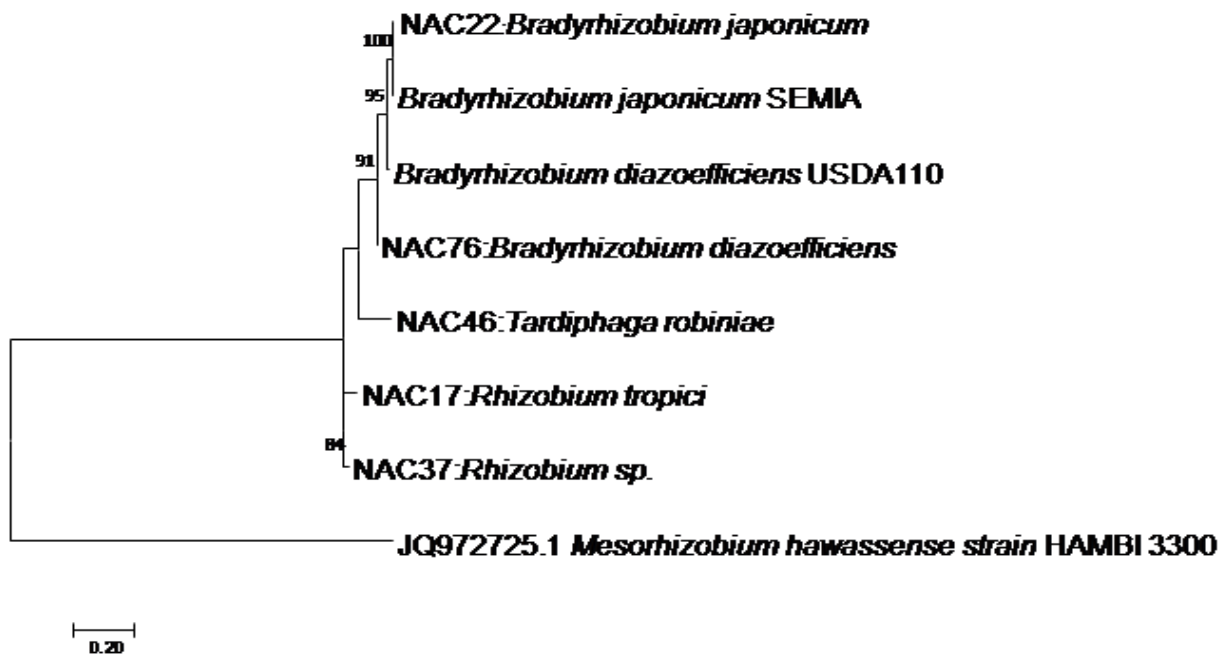 NAC22:Bradyrhizobium japonicum
100
95
Bradyrhizobium japonicum SEMIA
91
Bradyrhizobium diazoefficiens USDA110
NAC76:Bradyrhizobium diazoefficiens
NAC46:Tardiphaga robiniae
NAC17:Rhizobium tropici
84
NAC37:Rhizobium sp.
JQ972725.1 Mesorhizobium hawassense strain HAMBI 3300
0.20